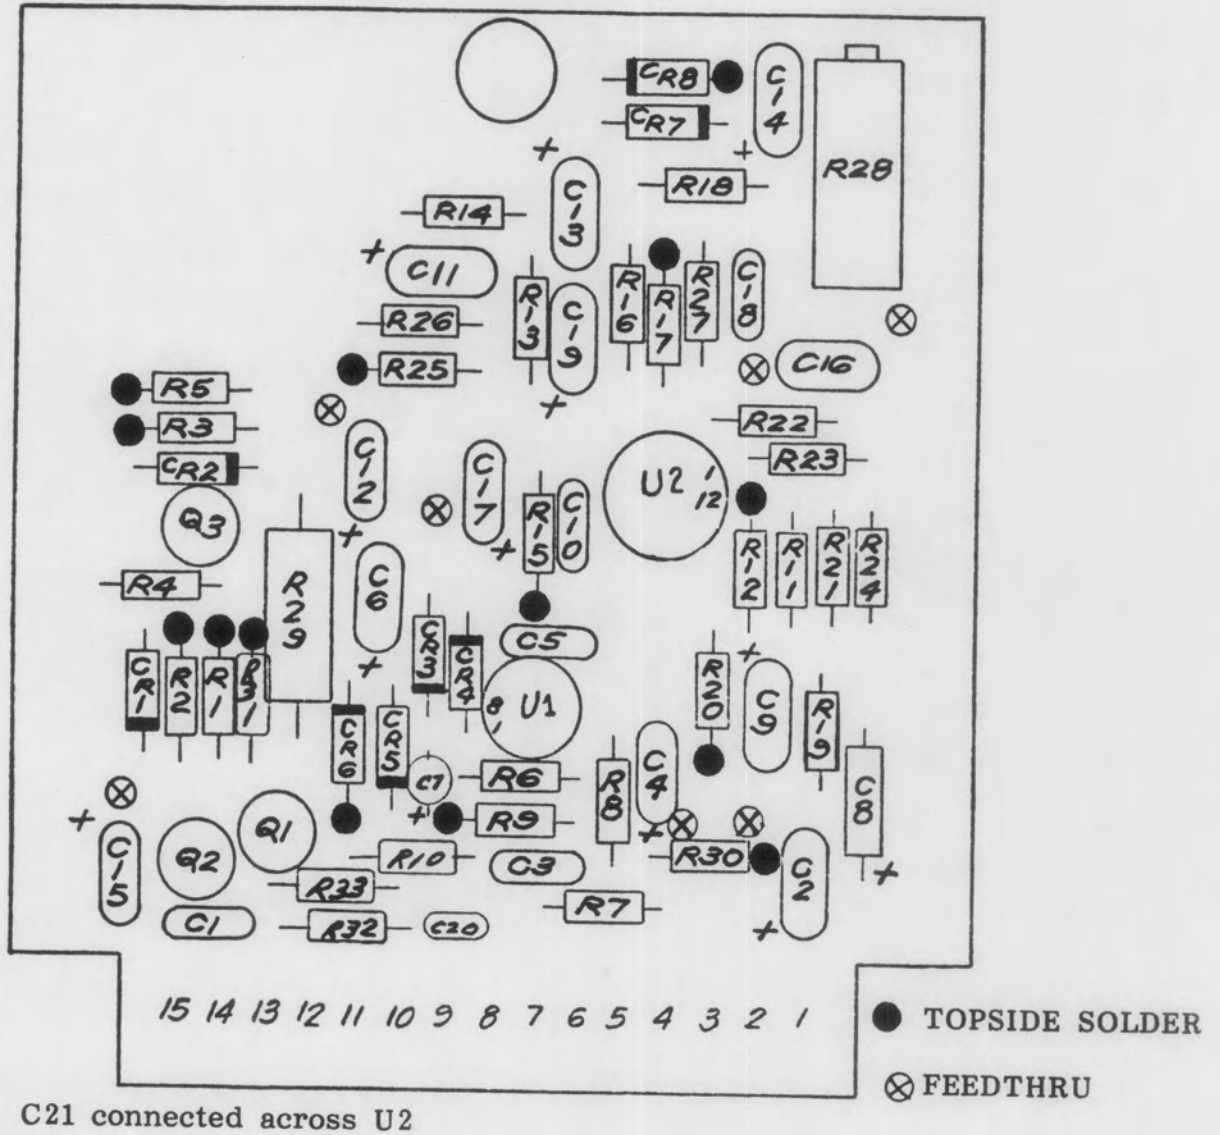 CR8
C14
CR7
R28
R18
C13
R14
C11
R13
C19
R16
R17
R27
C18
R26
R25
C16
R5
R3
CR2
R22
R23
C12
C17
R15
C10
U2 1
12
Q3
R4
R29
C6
R12
R11
R21
R24
C5
CR3
CR4
8 U1
1
CR1
R2
R1
R31
R20
C9
R19
CR6
CR5
C7
R6
R8
C4
C8
C15
Q2
Q1
R9
R10
C3
R30
C2
R33
R7
C1
R32
C20
15 14 13 12 11 10 9 8 7 6 5 4 3 2 1
TOPSIDE SOLDER
FEEDTHRU
C21 connected across U2